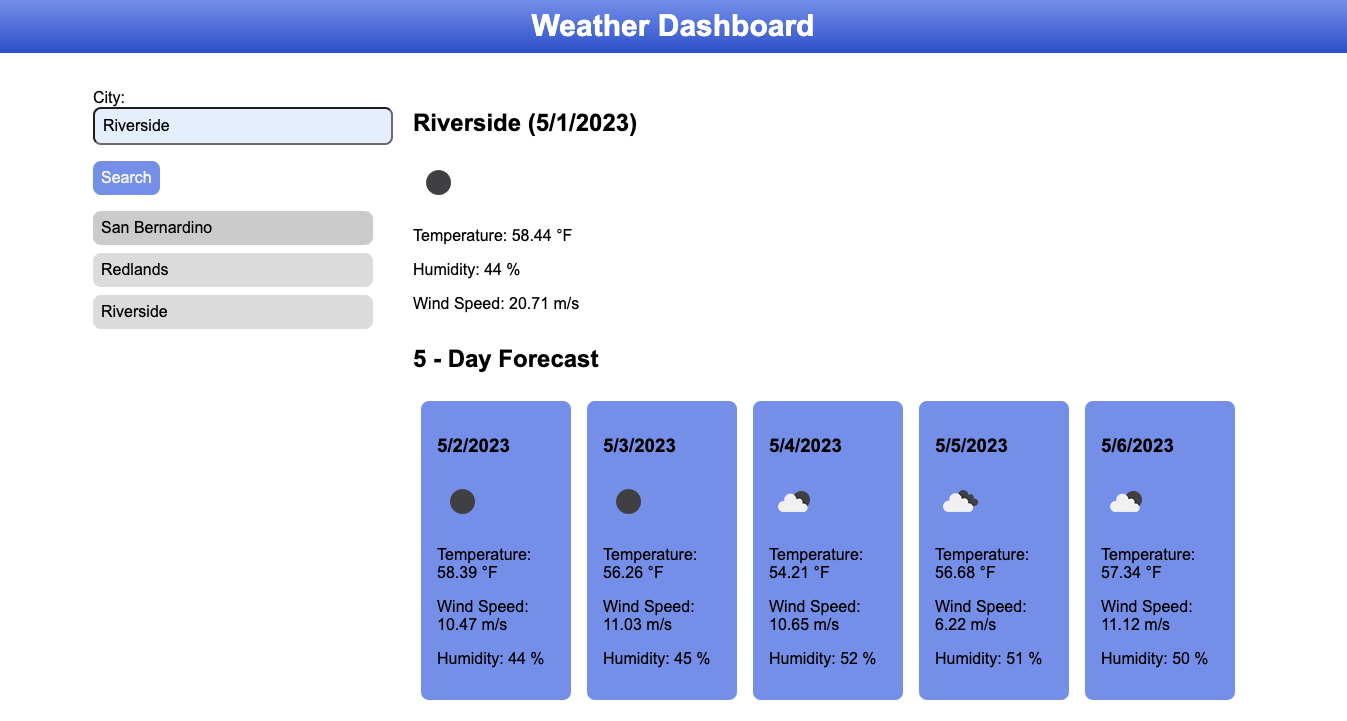 Weather Dashboard
City:
Riverside
Search
San Bernardino
Redlands
Riverside
Riverside (5/1/2023)
Temperature: 58.44 °F
Humidity: 44 %
Wind Speed: 20.71 m/s
5 - Day Forecast
5/2/2023
Temperature:
58.39 °F
Wind Speed:
10.47 m/s
Humidity: 44 %
5/3/2023
Temperature:
56.26 °F
Wind Speed:
11.03 m/s
Humidity: 45 %
5/4/2023
Temperature:
54.21 °F
Wind Speed:
10.65 m/s
Humidity: 52 %
5/5/2023
Temperature:
56.68 °F
Wind Speed:
6.22 m/s
Humidity: 51 %
5/6/2023
Temperature:
57.34 °F
Wind Speed:
11.12 m/s
Humidity: 50 %